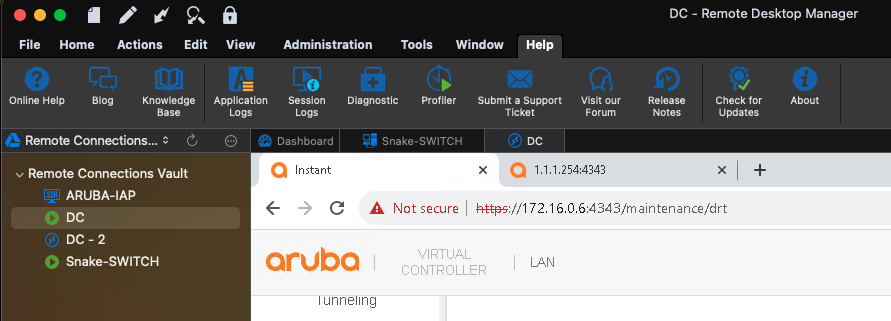 DC - Remote Desktop Manager
File Home Actions Edit View Administration Tools Window Help
Online Help
Blog
Knowledge
Base
Application
Logs
Session
Logs
Diagnostic
Profiler
Submit a Support
Ticket
Visit our
Forum
Release
Notes
Check for
Updates
About
Remote Connections...
Dashboard
Snake-SWITCH
DC
Remote Connections Vault
ARUBA-IAP
DC
DC - 2
Snake-SWITCH
Instant
1.1.1.254:4343
Not secure
https://172.16.0.6:4343/maintenance/drt
aruba
VIRTUAL
CONTROLLER
LAN
Tunneling